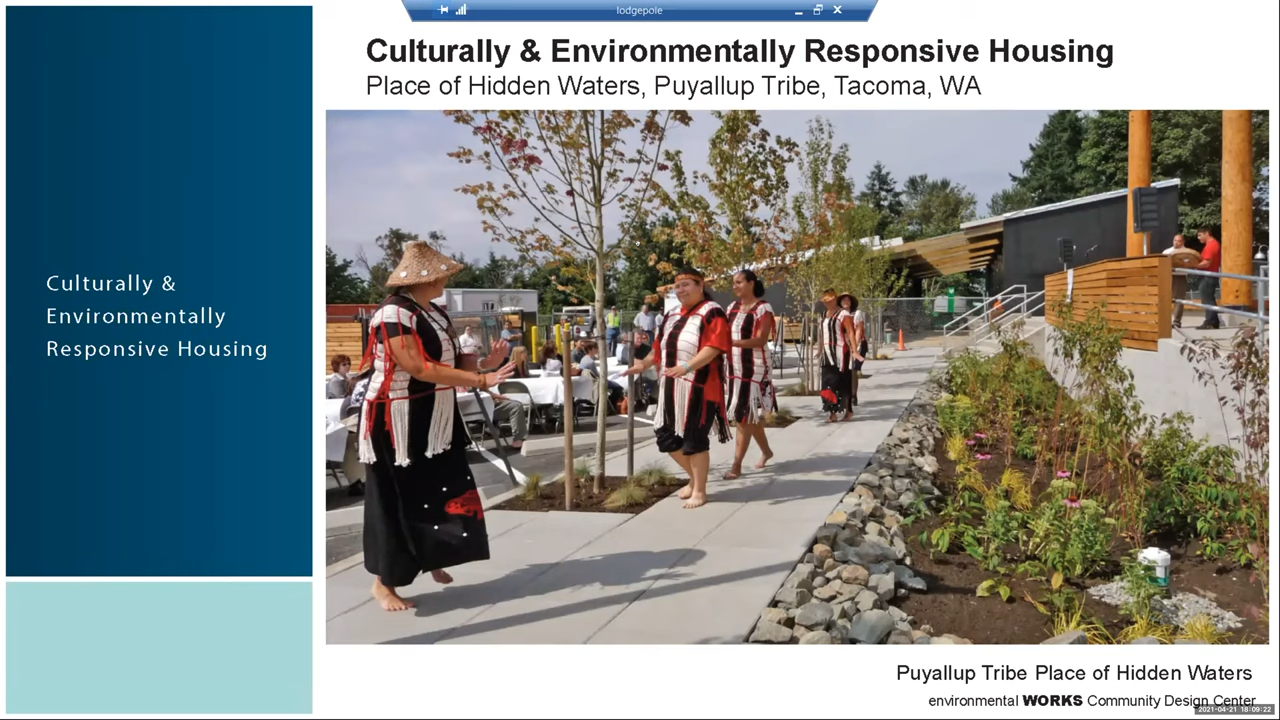 lodgepole
Culturally & Environmentally Responsive Housing
Place of Hidden Waters, Puyallup Tribe, Tacoma, WA
Culturally &
Environmentally
Responsive Housing
Puyallup Tribe Place of Hidden Waters
environmental WORKS Community Design Center
2021-04-21 18:09:22